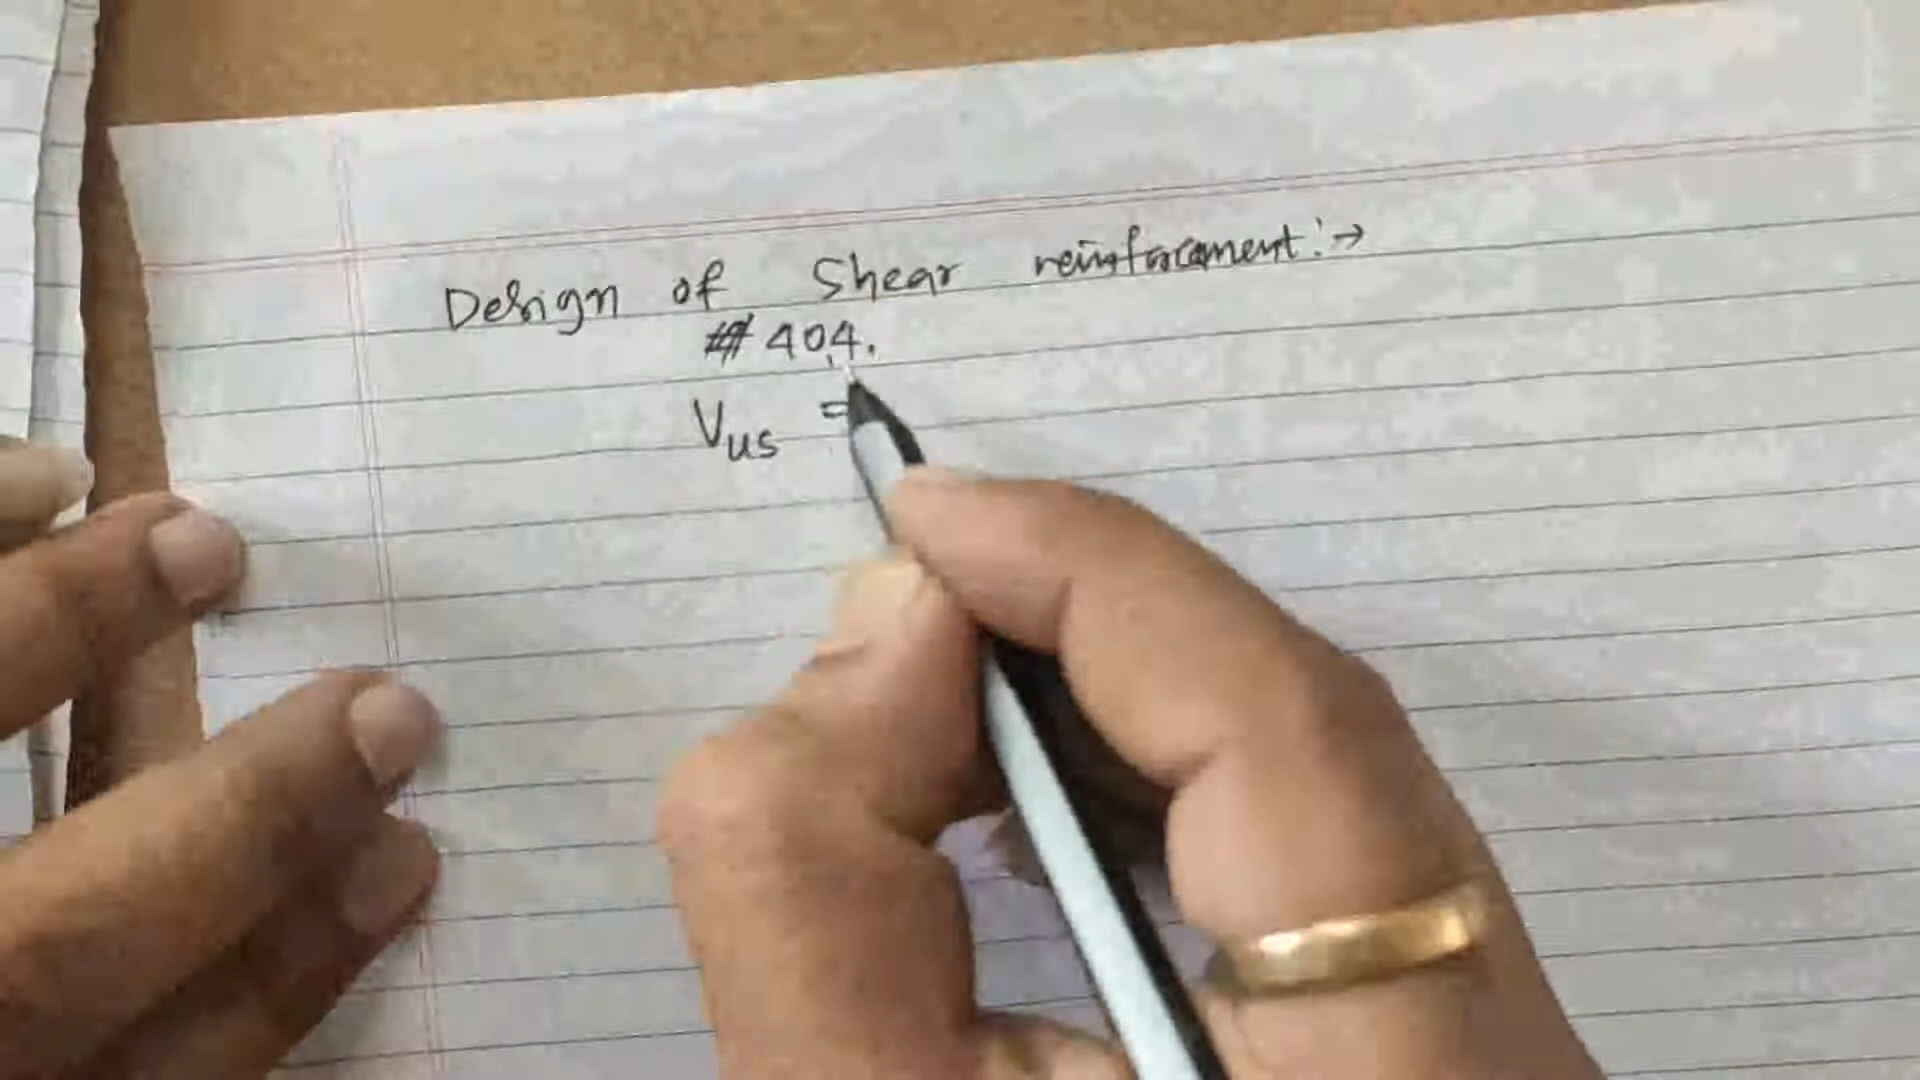 Design of Shear reinforcement:→
# 404.
Vus =